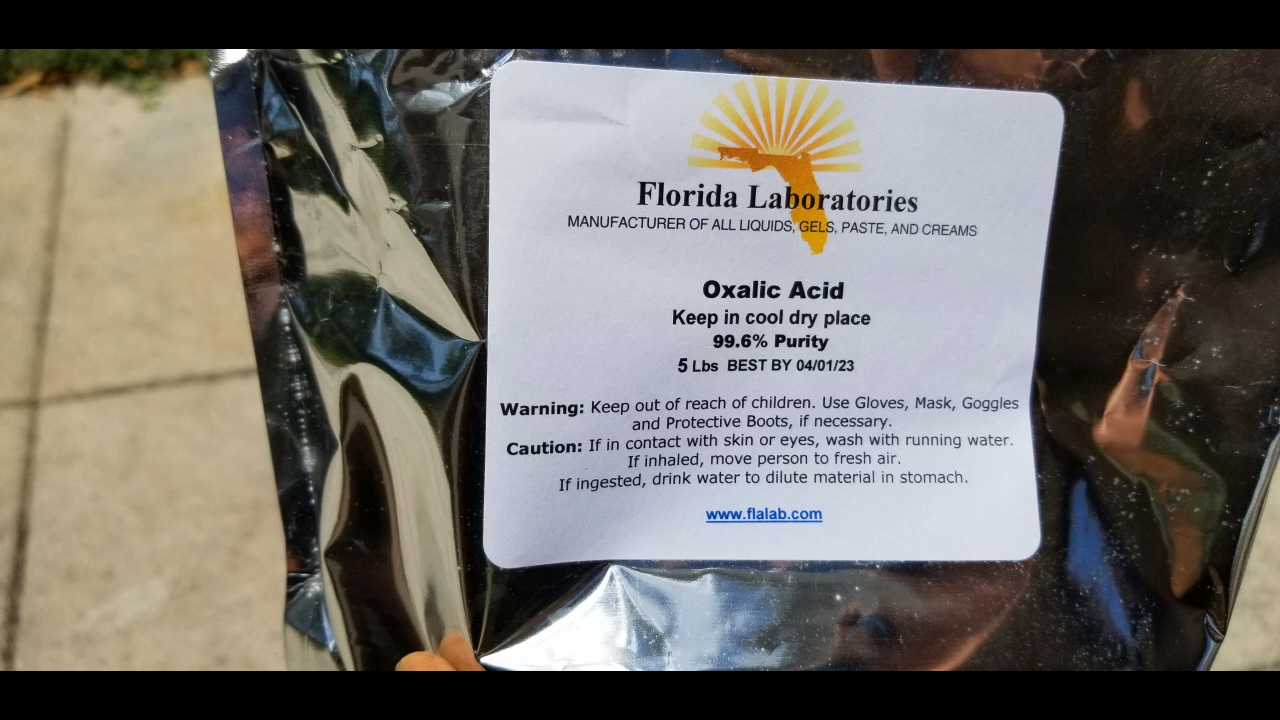 Florida Laboratories
MANUFACTURER OF ALL LIQUIDS, GELS, PASTE, AND CREAMS
Oxalic Acid
Keep in cool dry place
99.6% Purity
5 Lbs BEST BY 04/01/23
Warning: Keep out of reach of children. Use Gloves, Mask, Goggles
and Protective Boots, if necessary.
Caution: If in contact with skin or eyes, wash with running water.
If inhaled, move person to fresh air.
If ingested, drink water to dilute material in stomach.
www.flalab.com